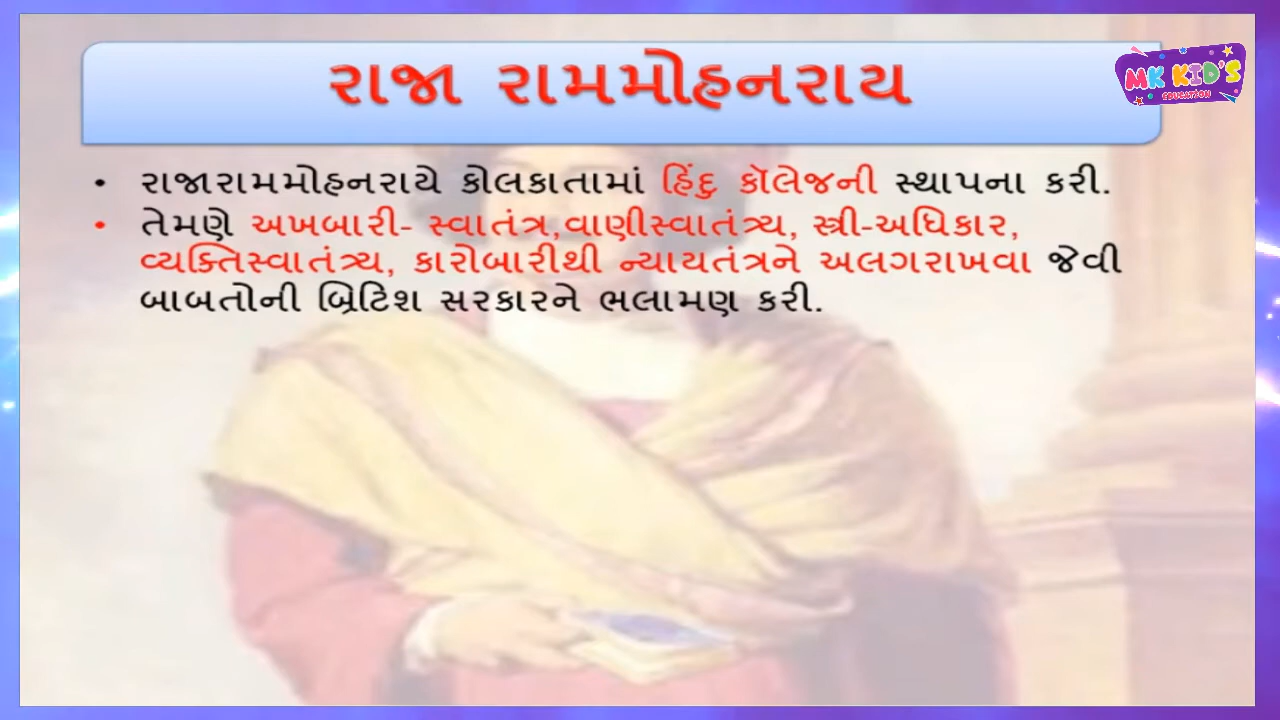 રાજા રામમોહનરાય
MK KID'S
EDUCATION
• રાજારામમોહનરાયે કોલકાતામાં હિંદુ કૉલેજની સ્થાપના કરી.
• તેમણે અખબારી- સ્વાતંત્ર,વાણીસ્વાતંત્ર્ય, સ્ત્રી-અધિકાર,
વ્યક્તિસ્વાતંત્ર્ય, કારોબારીથી ન્યાયતંત્રને અલગરાખવા જેવી
બાબતોની બ્રિટિશ સરકારને ભલામણ કરી.